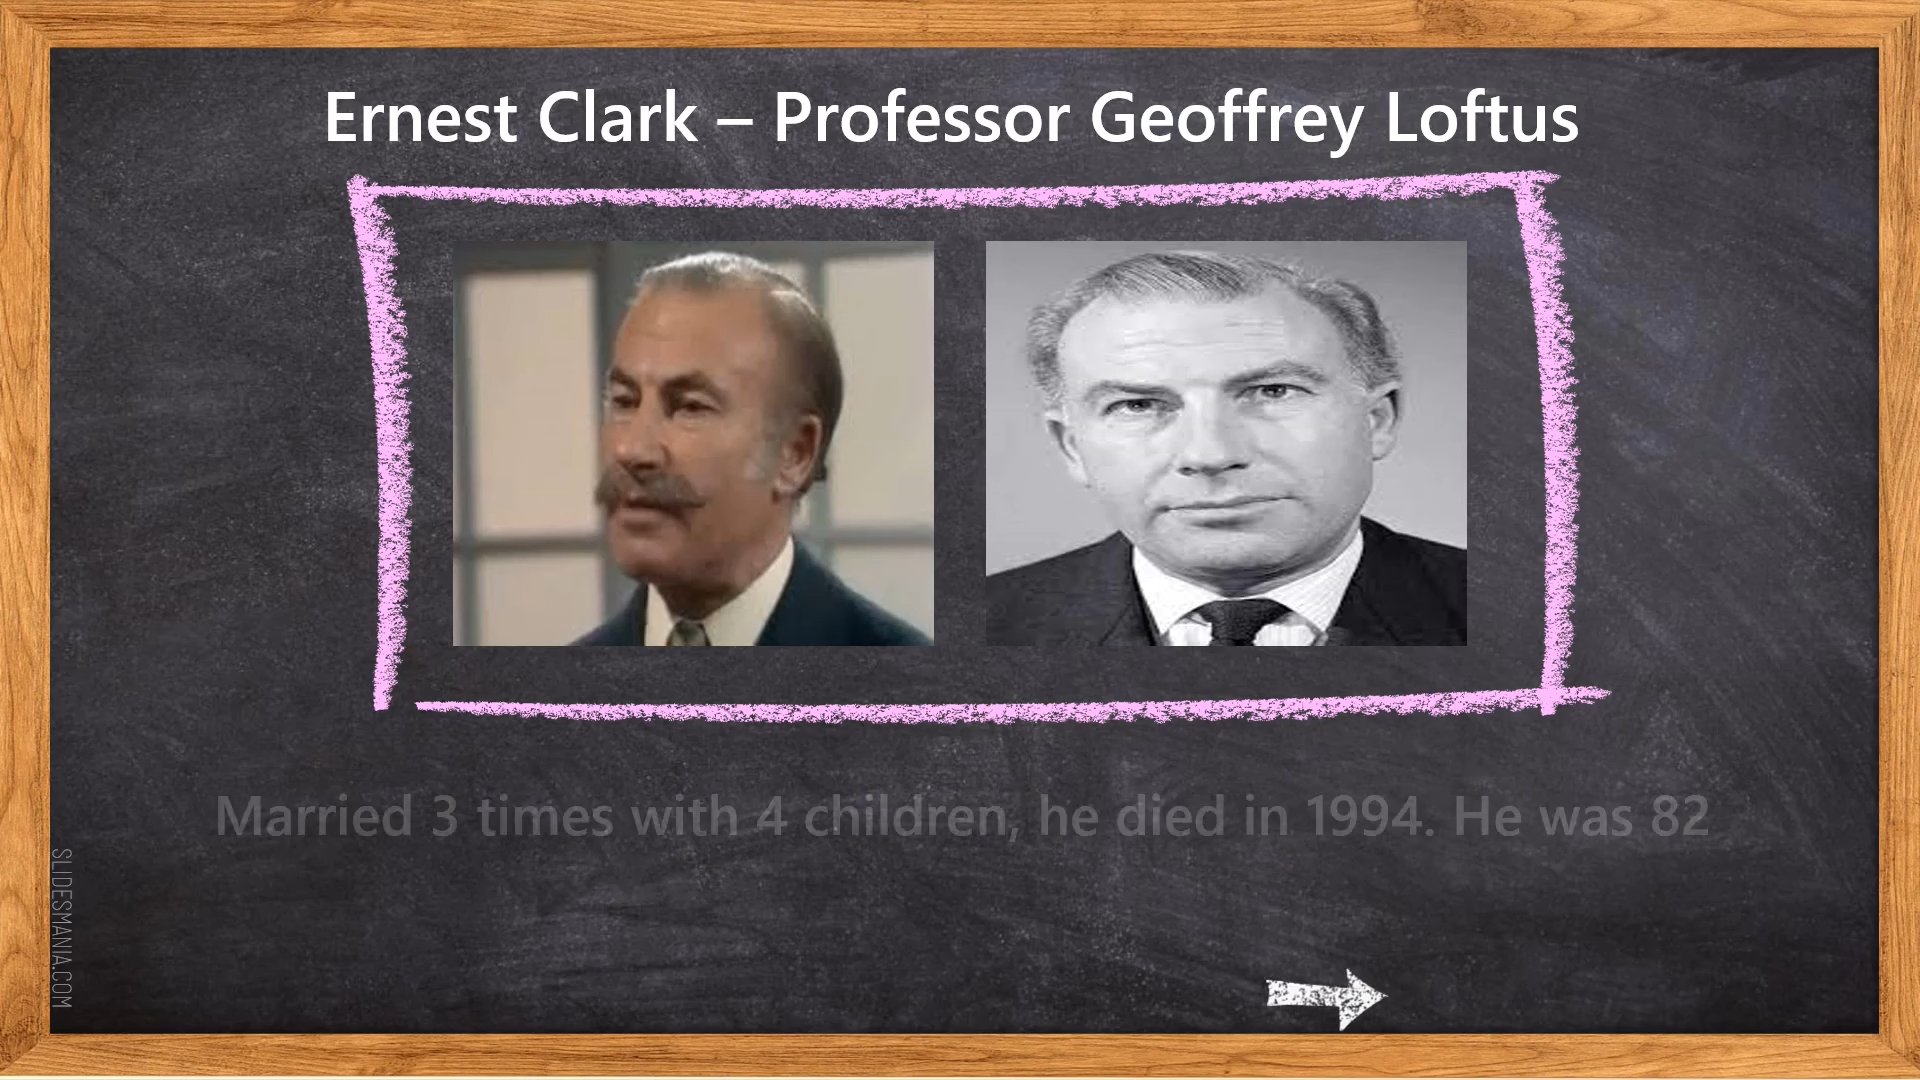 Ernest Clark – Professor Geoffrey Loftus
Married 3 times with 4 children, he died in 1994. He was 82
SLIDESMANIA.COM